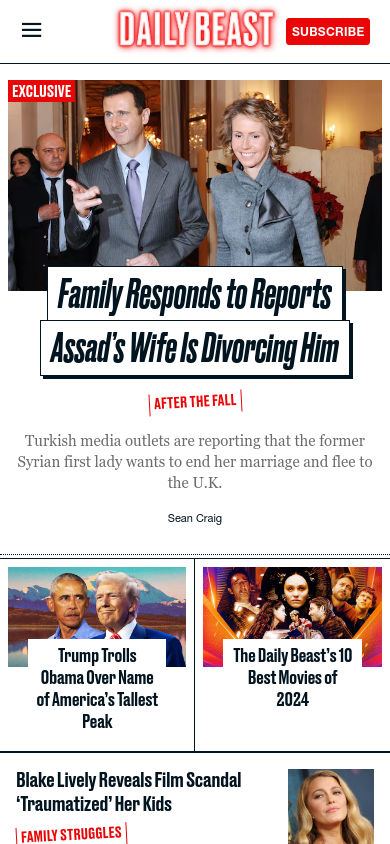 DAILY BEAST
SUBSCRIBE
EXCLUSIVE
Family Responds to Reports
Assad’s Wife Is Divorcing Him
AFTER THE FALL
Turkish media outlets are reporting that the former
Syrian first lady wants to end her marriage and flee to
the U.K.
Sean Craig
Trump Trolls
Obama Over Name
of America’s Tallest
Peak
The Daily Beast’s 10
Best Movies of
2024
Blake Lively Reveals Film Scandal
‘Traumatized’ Her Kids
FAMILY STRUGGLES